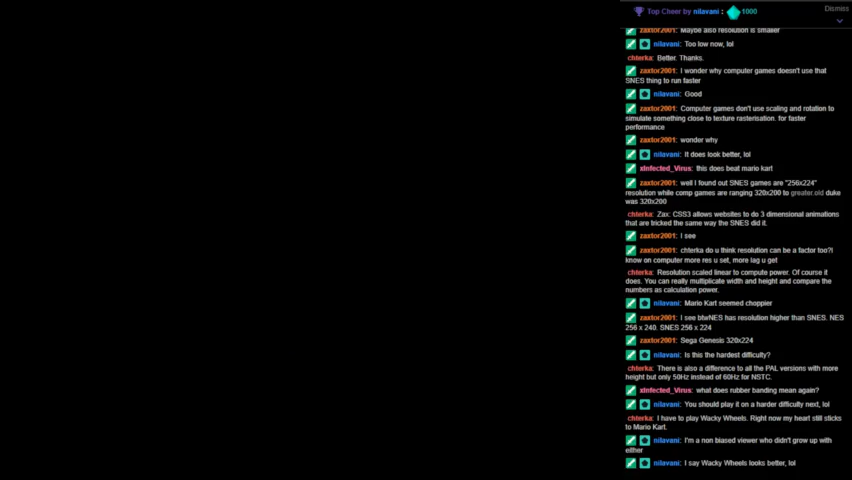 Top Cheer by nilavani : 1000
Dismiss
zaxtor2001: Maybe also resolution is smaller
nilavani: Too low now, lol
chterka: Better. Thanks.
zaxtor2001: I wonder why computer games doesn't use that
SNES thing to run faster
nilavani: Good
zaxtor2001: Computer games don't use scaling and rotation to
simulate something close to texture rasterisation. for faster
performance
zaxtor2001: wonder why
nilavani: It does look better, lol
xInfected_Virus: this does beat mario kart
zaxtor2001: well I found out SNES games are "256x224"
resolution while comp games are ranging 320x200 to greater.old duke
was 320x200
chterka: Zax: CSS3 allows websites to do 3 dimensional animations
that are tricked the same way the SNES did it.
zaxtor2001: I see
zaxtor2001: chterka do u think resolution can be a factor too?I
know on computer more res u set, more lag u get
chterka: Resolution scaled linear to compute power. Of course it
does. You can really multiplicate width and height and compare the
numbers as calculation power.
nilavani: Mario Kart seemed choppier
zaxtor2001: I see btwNES has resolution higher than SNES. NES
256 x 240. SNES 256 x 224
zaxtor2001: Sega Genesis 320x224
nilavani: Is this the hardest difficulty?
chterka: There is also a difference to all the PAL versions with more
height but only 50Hz instead of 60Hz for NSTC.
xInfected_Virus: what does rubber banding mean again?
nilavani: You should play it on a harder difficulty next, lol
chterka: I have to play Wacky Wheels. Right now my heart still sticks
to Mario Kart.
nilavani: I'm a non biased viewer who didn't grow up with
either
nilavani: I say Wacky Wheels looks better, lol